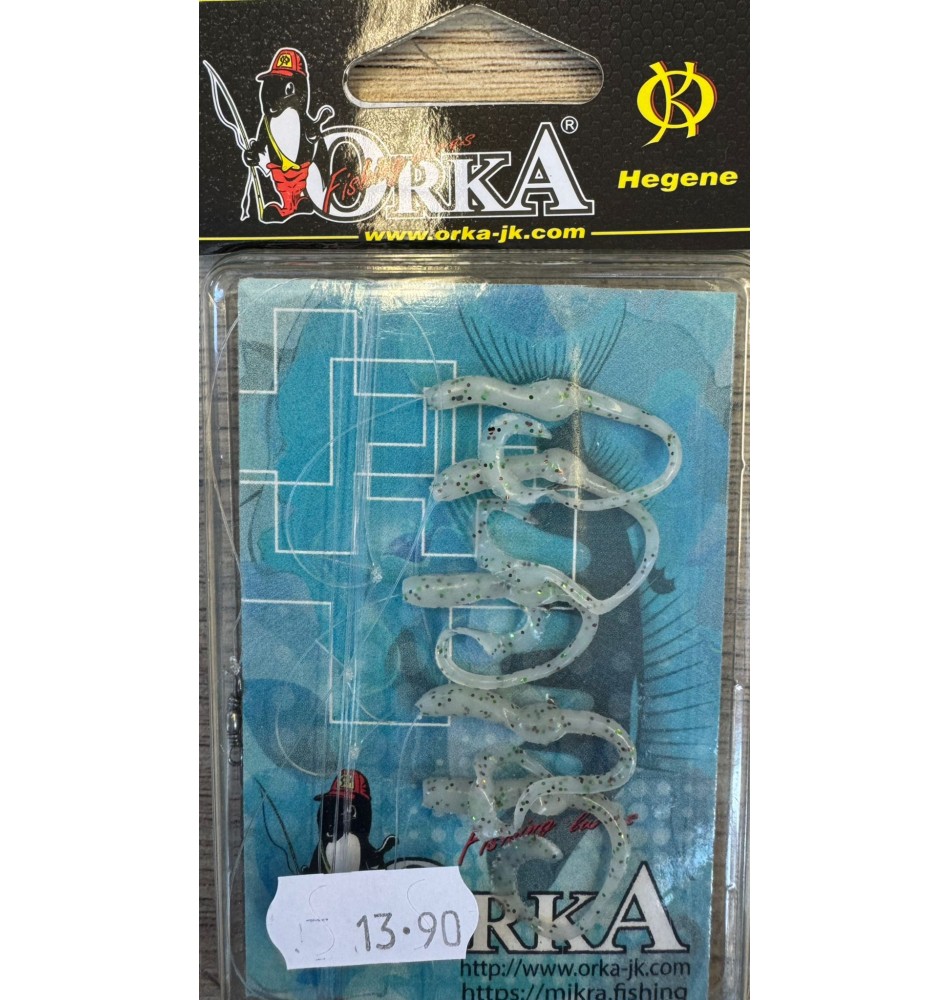 ORKA®
Fishing lures
Hegene
www.orka-jk.com
Fishing lures
ORKA
13.90
http://www.orka-jk.com
https://mikra.fishing